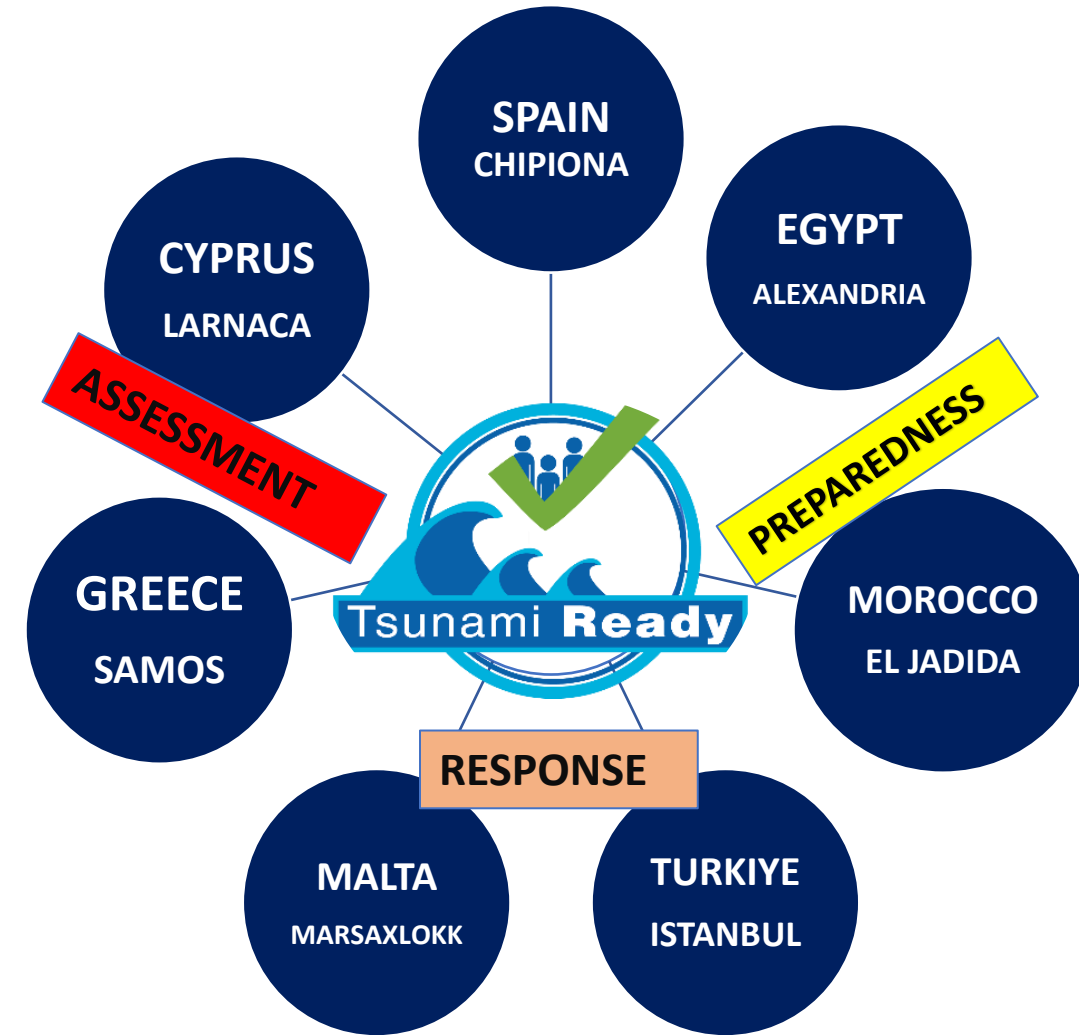 SPAIN
CHIPIONA
EGYPT
ALEXANDRIA
CYPRUS
LARNACA
ASSESSMENT
PREPAREDNESS
GREECE
SAMOS
Tsunami Ready
MOROCCO
EL JADIDA
RESPONSE
MALTA
MARSAXLOKK
TURKIYE
ISTANBUL